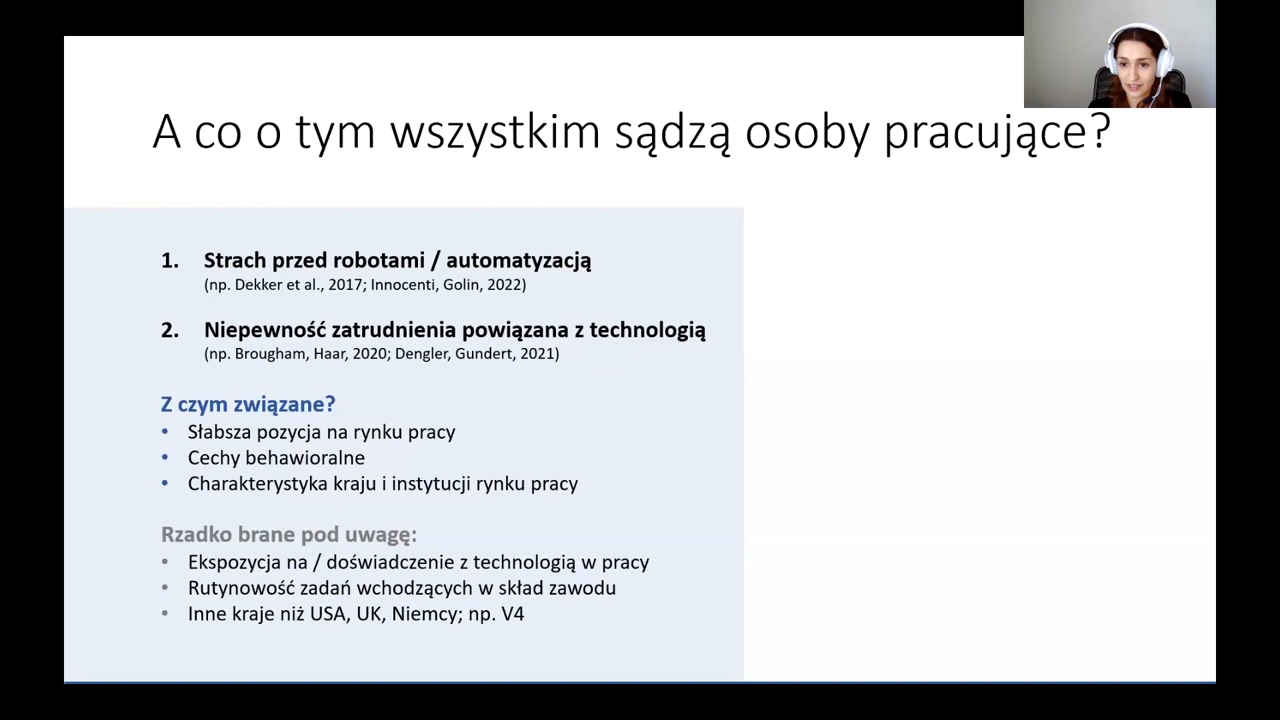 A co o tym wszystkim sądzą osoby pracujące?
1. Strach przed robotami / automatyzacją
(np. Dekker et al., 2017; Innocenti, Golin, 2022)
2. Niepewność zatrudnienia powiązana z technologią
(np. Brougham, Haar, 2020; Dengler, Gundert, 2021)
Z czym związane?
• Słabsza pozycja na rynku pracy
• Cechy behawioralne
• Charakterystyka kraju i instytucji rynku pracy
Rzadko brane pod uwagę:
• Ekspozycja na / doświadczenie z technologią w pracy
• Rutynowość zadań wchodzących w skład zawodu
• Inne kraje niż USA, UK, Niemcy; np. V4